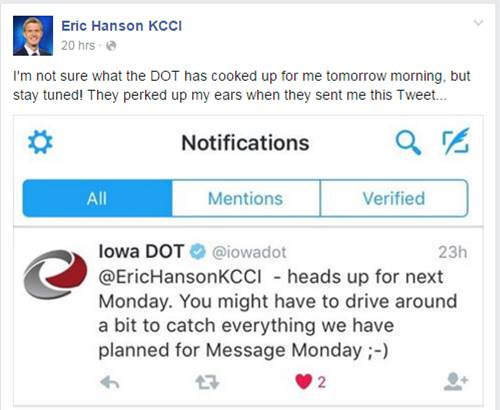 Eric Hanson KCCI
20 hrs ·
I'm not sure what the DOT has cooked up for me tomorrow morning, but
stay tuned! They perked up my ears when they sent me this Tweet...
Notifications
All Mentions Verified
Iowa DOT @iowadot 23h
@EricHansonKCCI - heads up for next
Monday. You might have to drive around
a bit to catch everything we have
planned for Message Monday ;-)
2